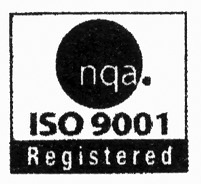 nqa.
ISO 9001
Registered